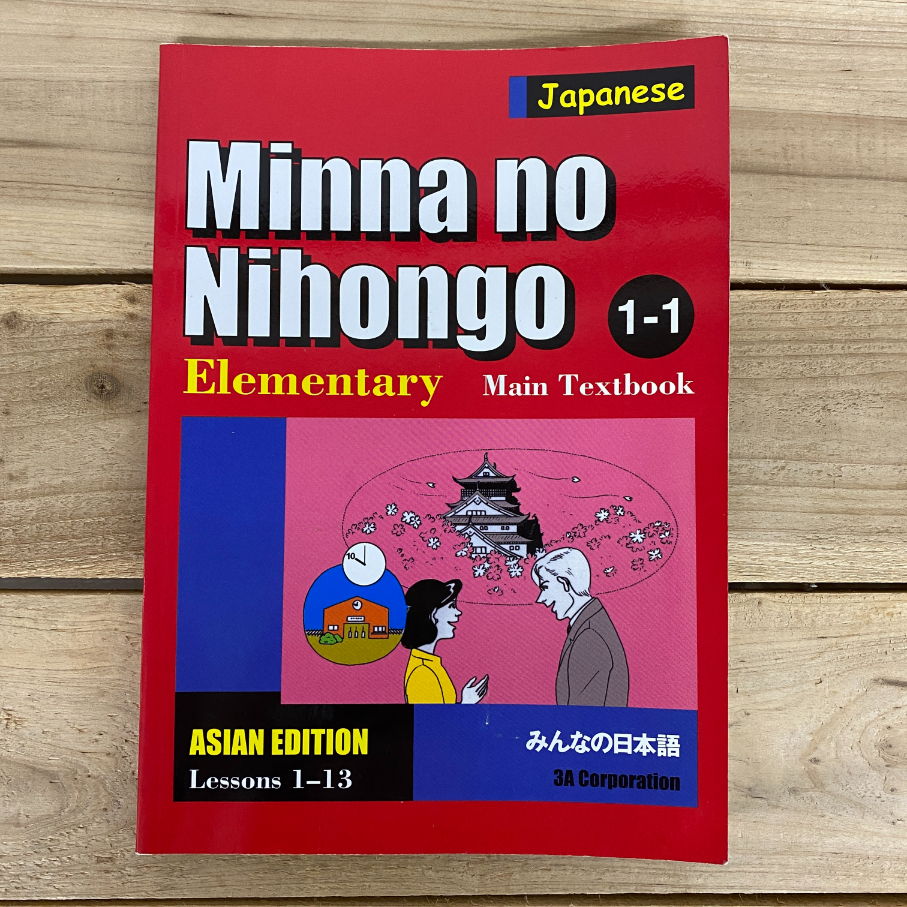 Japanese
Minna no
Nihongo
1-1
Elementary
Main Textbook
10
ASIAN EDITION
Lessons 1–13
みんなの日本語
3A Corporation